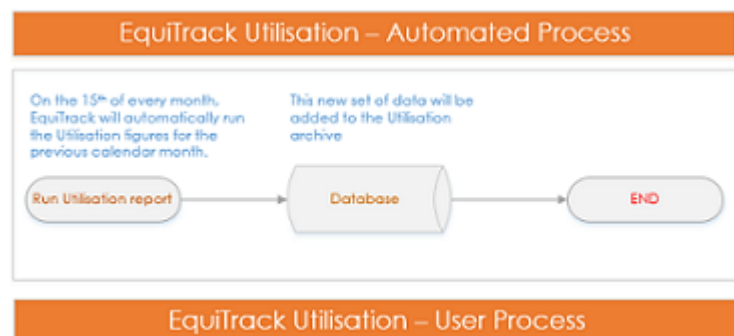 EquiTrack Utilisation – Automated Process
On the 15th of every month,
EquiTrack will automatically run
the Utilisation figures for the
previous calendar month.
This new set of data will be
added to the Utilisation
archive
Run Utilisation report
Database
END
EquiTrack Utilisation – User Process